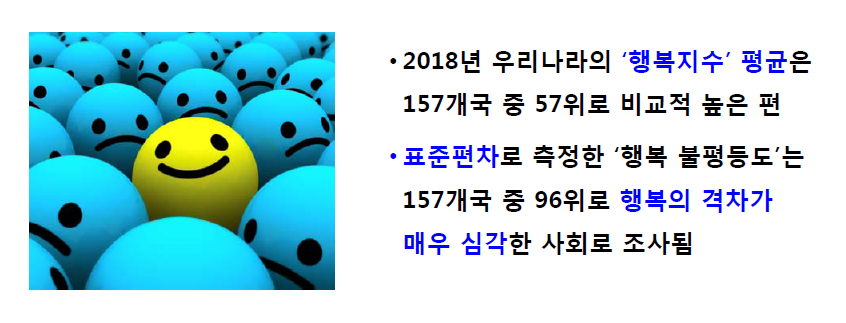 • 2018년 우리나라의 ‘행복지수’ 평균은
157개국 중 57위로 비교적 높은 편
• 표준편차로 측정한 ‘행복 불평등도’는
157개국 중 96위로 행복의 격차가
매우 심각한 사회로 조사됨